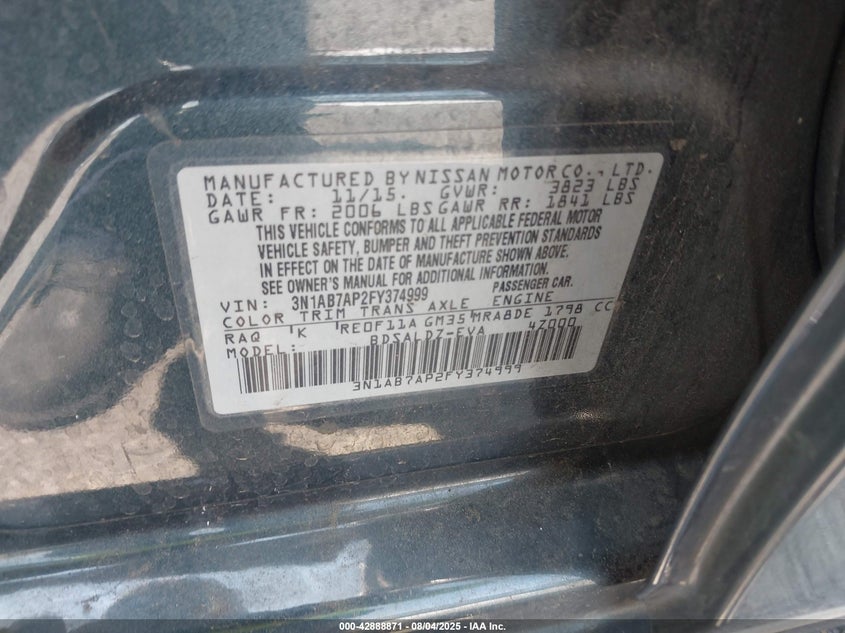 MANUFACTURED BY NISSAN MOTOR CO., LTD.
DATE: 11/15. GVWR: 3823 LBS
GAWR FR: 2006 LBS GAWR RR: 1841 LBS
THIS VEHICLE CONFORMS TO ALL APPLICABLE FEDERAL MOTOR
VEHICLE SAFETY, BUMPER AND THEFT PREVENTION STANDARDS
IN EFFECT ON THE DATE OF MANUFACTURE SHOWN ABOVE.
SEE OWNER'S MANUAL FOR ADDITIONAL INFORMATION.
VIN: 3N1AB7AP2FY374999 PASSENGER CAR.
COLOR TRIM TRANS AXLE ENGINE
RAQ 'K 'RE0F11A GM35 'MRA8DE 1798 CC
MODEL: BDSALDZ-EVA 4Z000
3N1AB7AP2FY374999
000-42888871 | 08/04/2025 - IAA Inc.